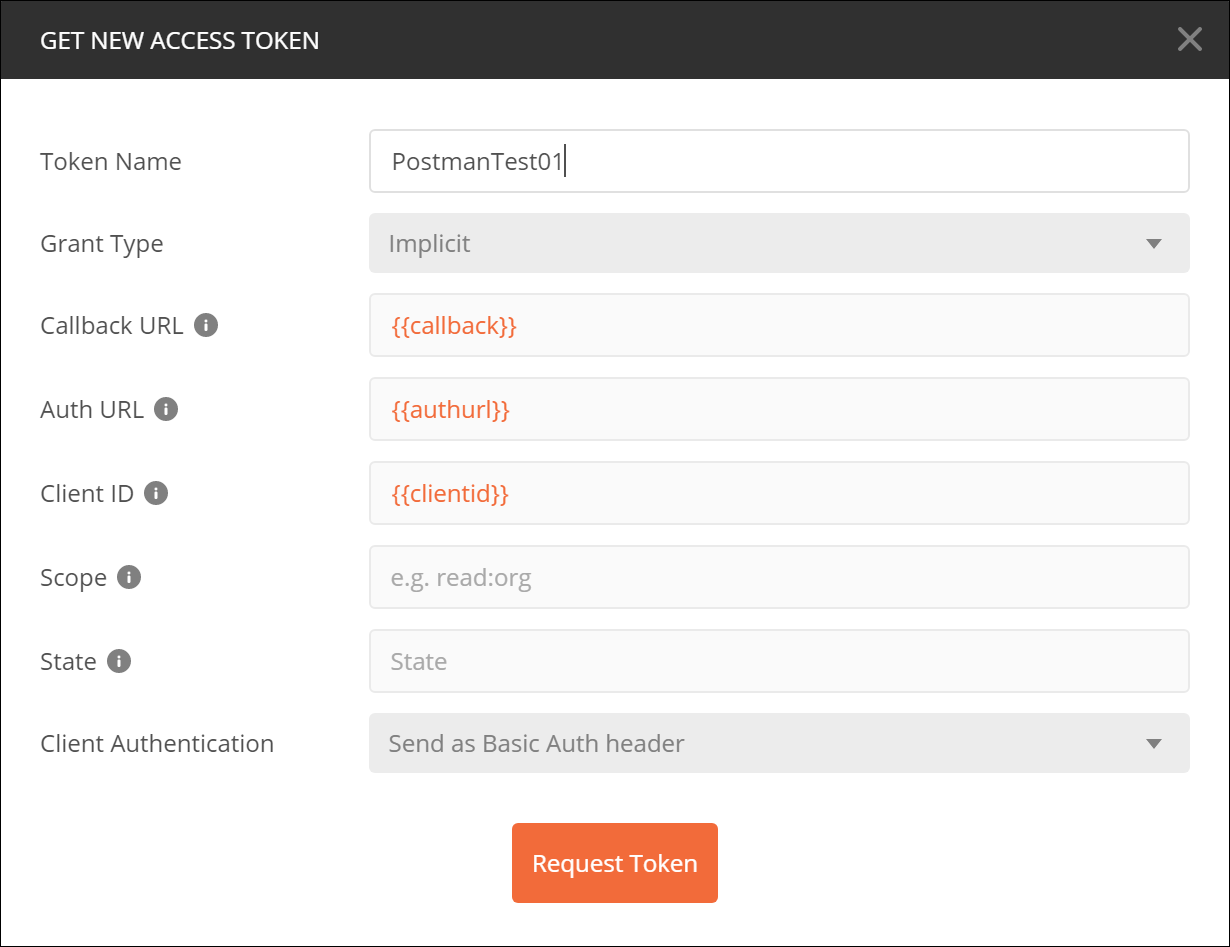 GET NEW ACCESS TOKEN
Token Name PostmanTest01
Grant Type Implicit
Callback URL {{callback}}
Auth URL {{authurl}}
Client ID {{clientid}}
Scope e.g. read:org
State State
Client Authentication Send as Basic Auth header
Request Token